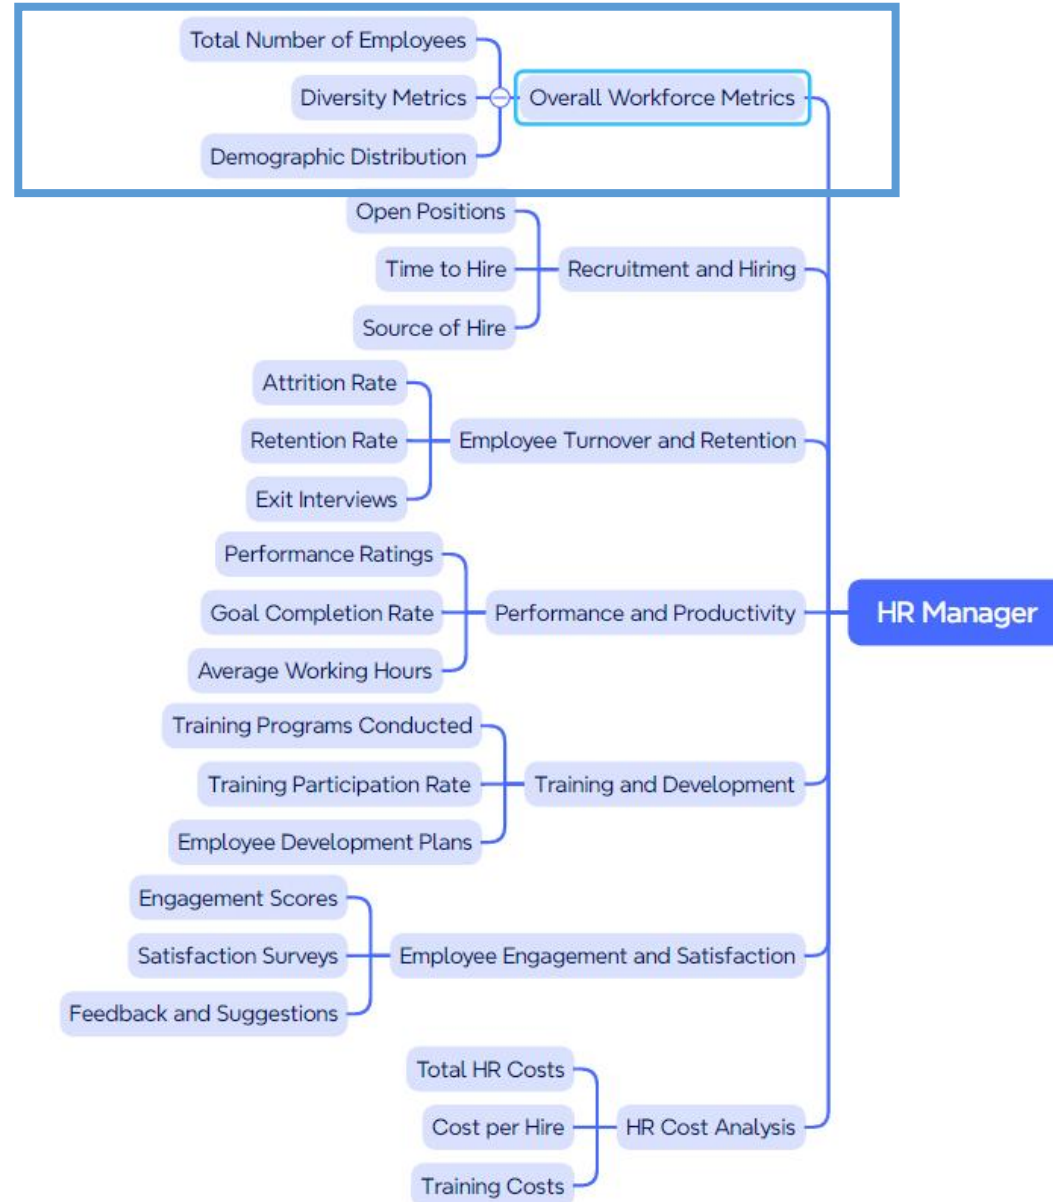 Total Number of Employees
Diversity Metrics
Overall Workforce Metrics
Demographic Distribution
Open Positions
Time to Hire
Recruitment and Hiring
Source of Hire
Attrition Rate
Retention Rate
Employee Turnover and Retention
Exit Interviews
Performance Ratings
Goal Completion Rate
Performance and Productivity
HR Manager
Average Working Hours
Training Programs Conducted
Training Participation Rate
Training and Development
Employee Development Plans
Engagement Scores
Satisfaction Surveys
Employee Engagement and Satisfaction
Feedback and Suggestions
Total HR Costs
Cost per Hire
HR Cost Analysis
Training Costs